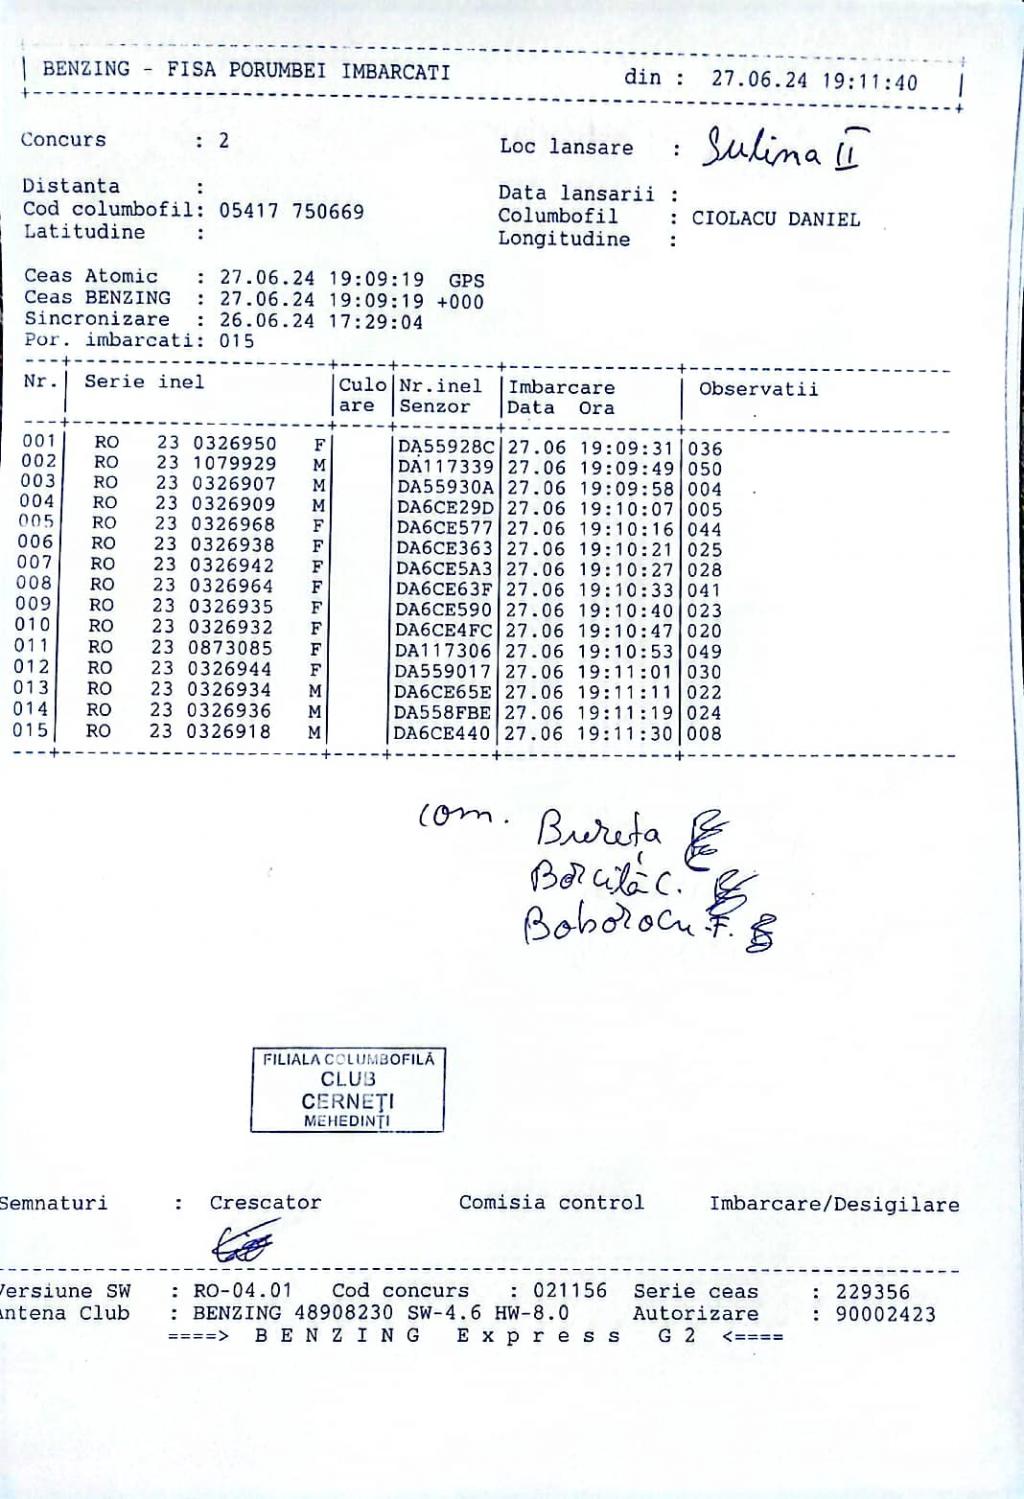 BENZING - FISA PORUMBEI IMBARCATI din : 27.06.24 19:11:40
Concurs : 2 Loc lansare : Sulina II
Distanta : Data lansarii :
Cod columbofil: 05417 750669 Columbofil : CIOLACU DANIEL
Latitudine : Longitudine :
Ceas Atomic : 27.06.24 19:09:19 GPS
Ceas BENZING : 27.06.24 19:09:19 +000
Sincronizare : 26.06.24 17:29:04
Por. imbarcati: 015
Nr. Serie inel Culo Nr.inel Imbarcare Observatii
are Senzor Data Ora
001 RO 23 0326950 F DA55928C 27.06 19:09:31 036
002 RO 23 1079929 M DA117339 27.06 19:09:49 050
003 RO 23 0326907 M DA55930A 27.06 19:09:58 004
004 RO 23 0326909 M DA6CE29D 27.06 19:10:07 005
005 RO 23 0326968 F DA6CE577 27.06 19:10:16 044
006 RO 23 0326938 F DA6CE363 27.06 19:10:21 025
007 RO 23 0326942 F DA6CE5A3 27.06 19:10:27 028
008 RO 23 0326964 F DA6CE63F 27.06 19:10:33 041
009 RO 23 0326935 F DA6CE590 27.06 19:10:40 023
010 RO 23 0326932 F DA6CE4FC 27.06 19:10:47 020
011 RO 23 0873085 F DA117306 27.06 19:10:53 049
012 RO 23 0326944 F DA559017 27.06 19:11:01 030
013 RO 23 0326934 M DA6CE65E 27.06 19:11:11 022
014 RO 23 0326936 M DA558FBE 27.06 19:11:19 024
015 RO 23 0326918 M DA6CE440 27.06 19:11:30 008
com. Bureta
Borcilă C.
Boborocu F.
FILIALA COLUMBOFILĂ
CLUB
CERNEȚI
MEHEDINȚI
Semnaturi : Crescator Comisia control Imbarcare/Desigilare
Versiune SW : RO-04.01 Cod concurs : 021156 Serie ceas : 229356
Antena Club : BENZING 48908230 SW-4.6 HW-8.0 Autorizare : 90002423
====> B E N Z I N G E x p r e s s G 2 <====